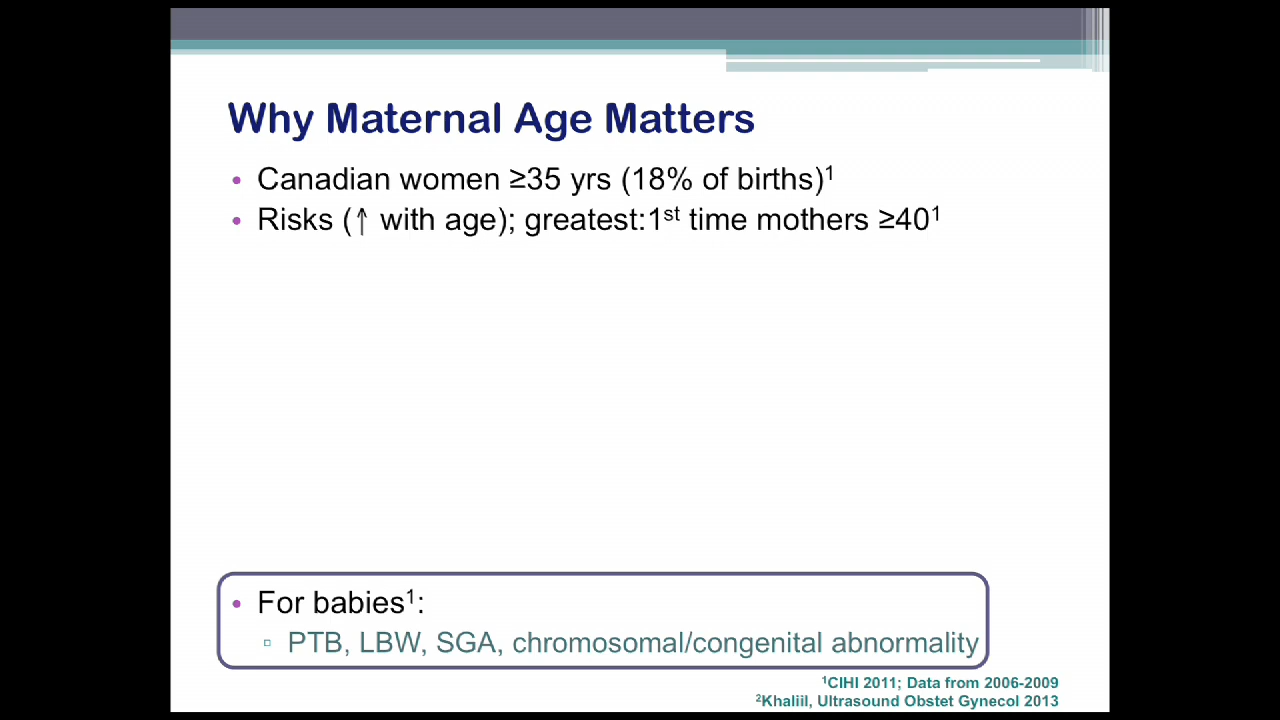 Why Maternal Age Matters
• Canadian women ≥35 yrs (18% of births)¹
• Risks (↑ with age); greatest:1st time mothers ≥40¹
• For babies¹:
▫ PTB, LBW, SGA, chromosomal/congenital abnormality
¹CIHI 2011; Data from 2006-2009
²Khaliil, Ultrasound Obstet Gynecol 2013